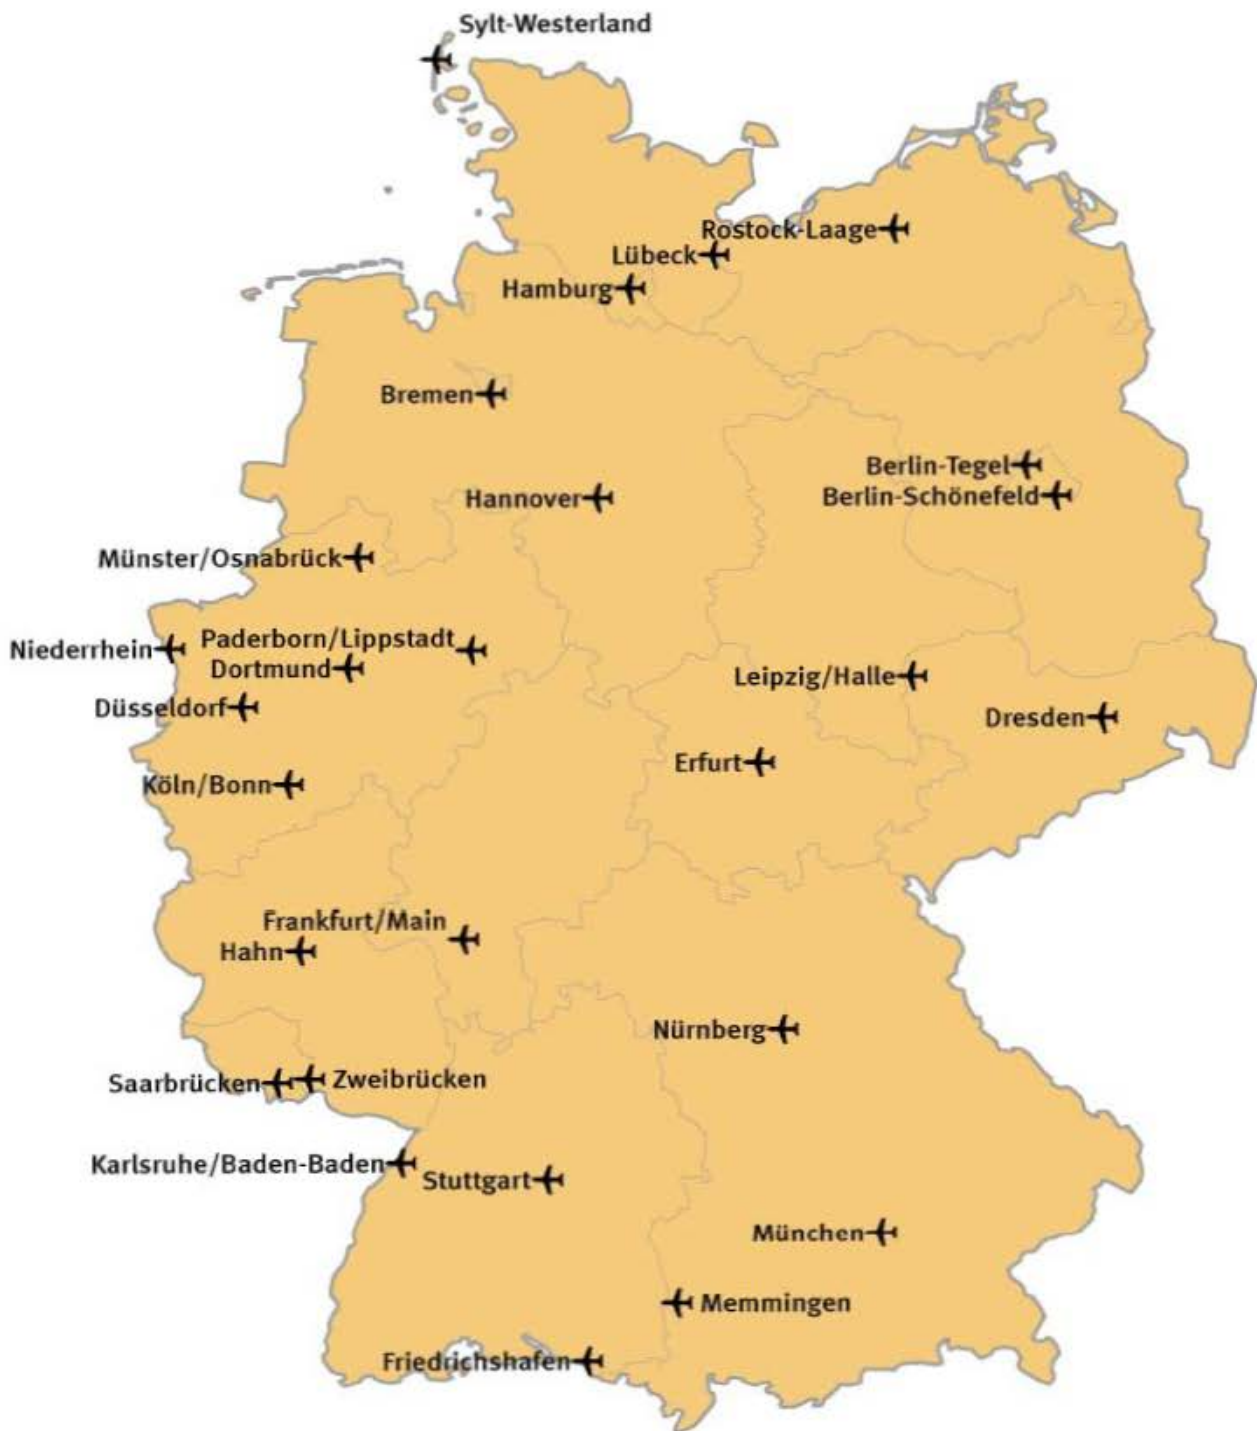 Sylt-Westerland
Rostock-Laage
Lübeck
Hamburg
Bremen
Berlin-Tegel
Hannover
Berlin-Schönefeld
Münster/Osnabrück
Paderborn/Lippstadt
Niederrhein
Dortmund
Leipzig/Halle
Düsseldorf
Dresden
Erfurt
Köln/Bonn
Frankfurt/Main
Hahn
Nürnberg
Saarbrücken
Zweibrücken
Karlsruhe/Baden-Baden
Stuttgart
München
Memmingen
Friedrichshafen